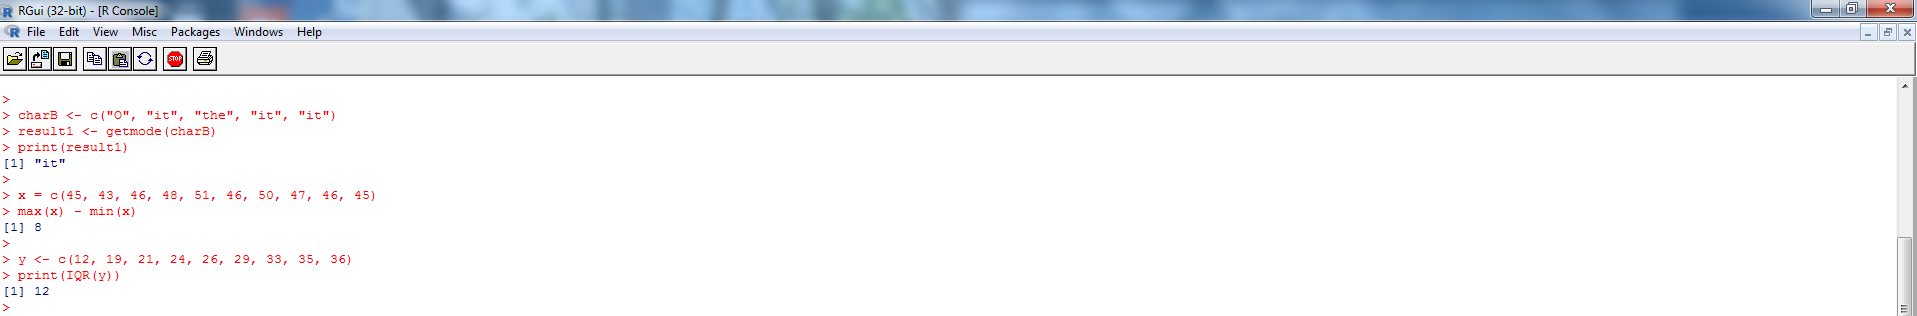 RGui (32-bit) - [R Console]
File Edit View Misc Packages Windows Help
STOP
>
> charB <- c("O", "it", "the", "it", "it")
> result1 <- getmode(charB)
> print(result1)
[1] "it"
>
> x = c(45, 43, 46, 48, 51, 46, 50, 47, 46, 45)
> max(x) - min(x)
[1] 8
>
> y <- c(12, 19, 21, 24, 26, 29, 33, 35, 36)
> print(IQR(y))
[1] 12
>